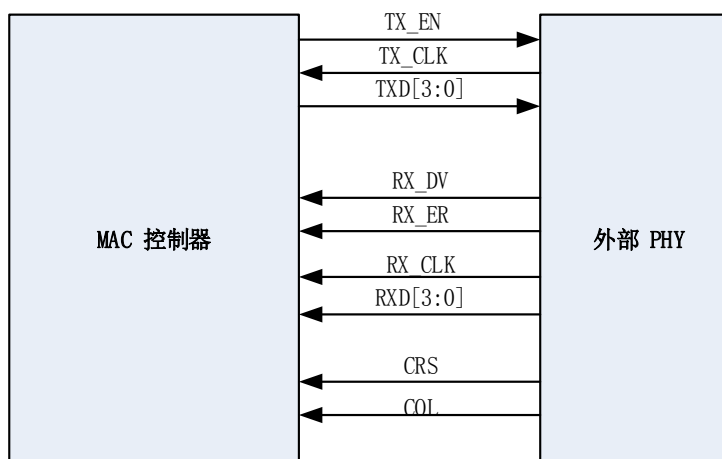 TX_EN
TX_CLK
TXD[3:0]
RX_DV
RX_ER
MAC 控制器
外部 PHY
RX_CLK
RXD[3:0]
CRS
COL